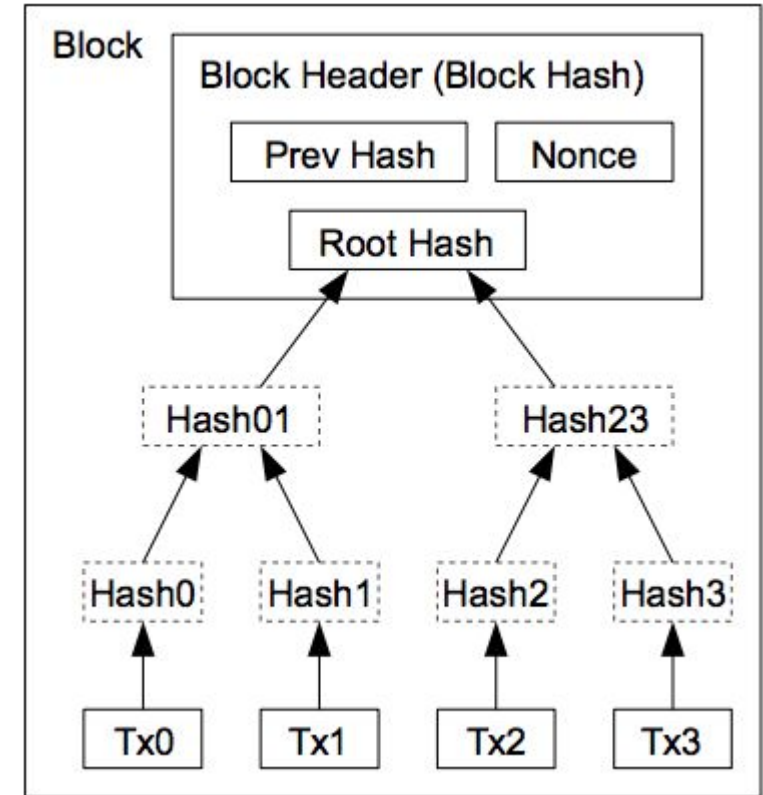 Block
Block Header (Block Hash)
Prev Hash
Nonce
Root Hash
Hash01
Hash23
Hash0
Hash1
Hash2
Hash3
Tx0
Tx1
Tx2
Tx3